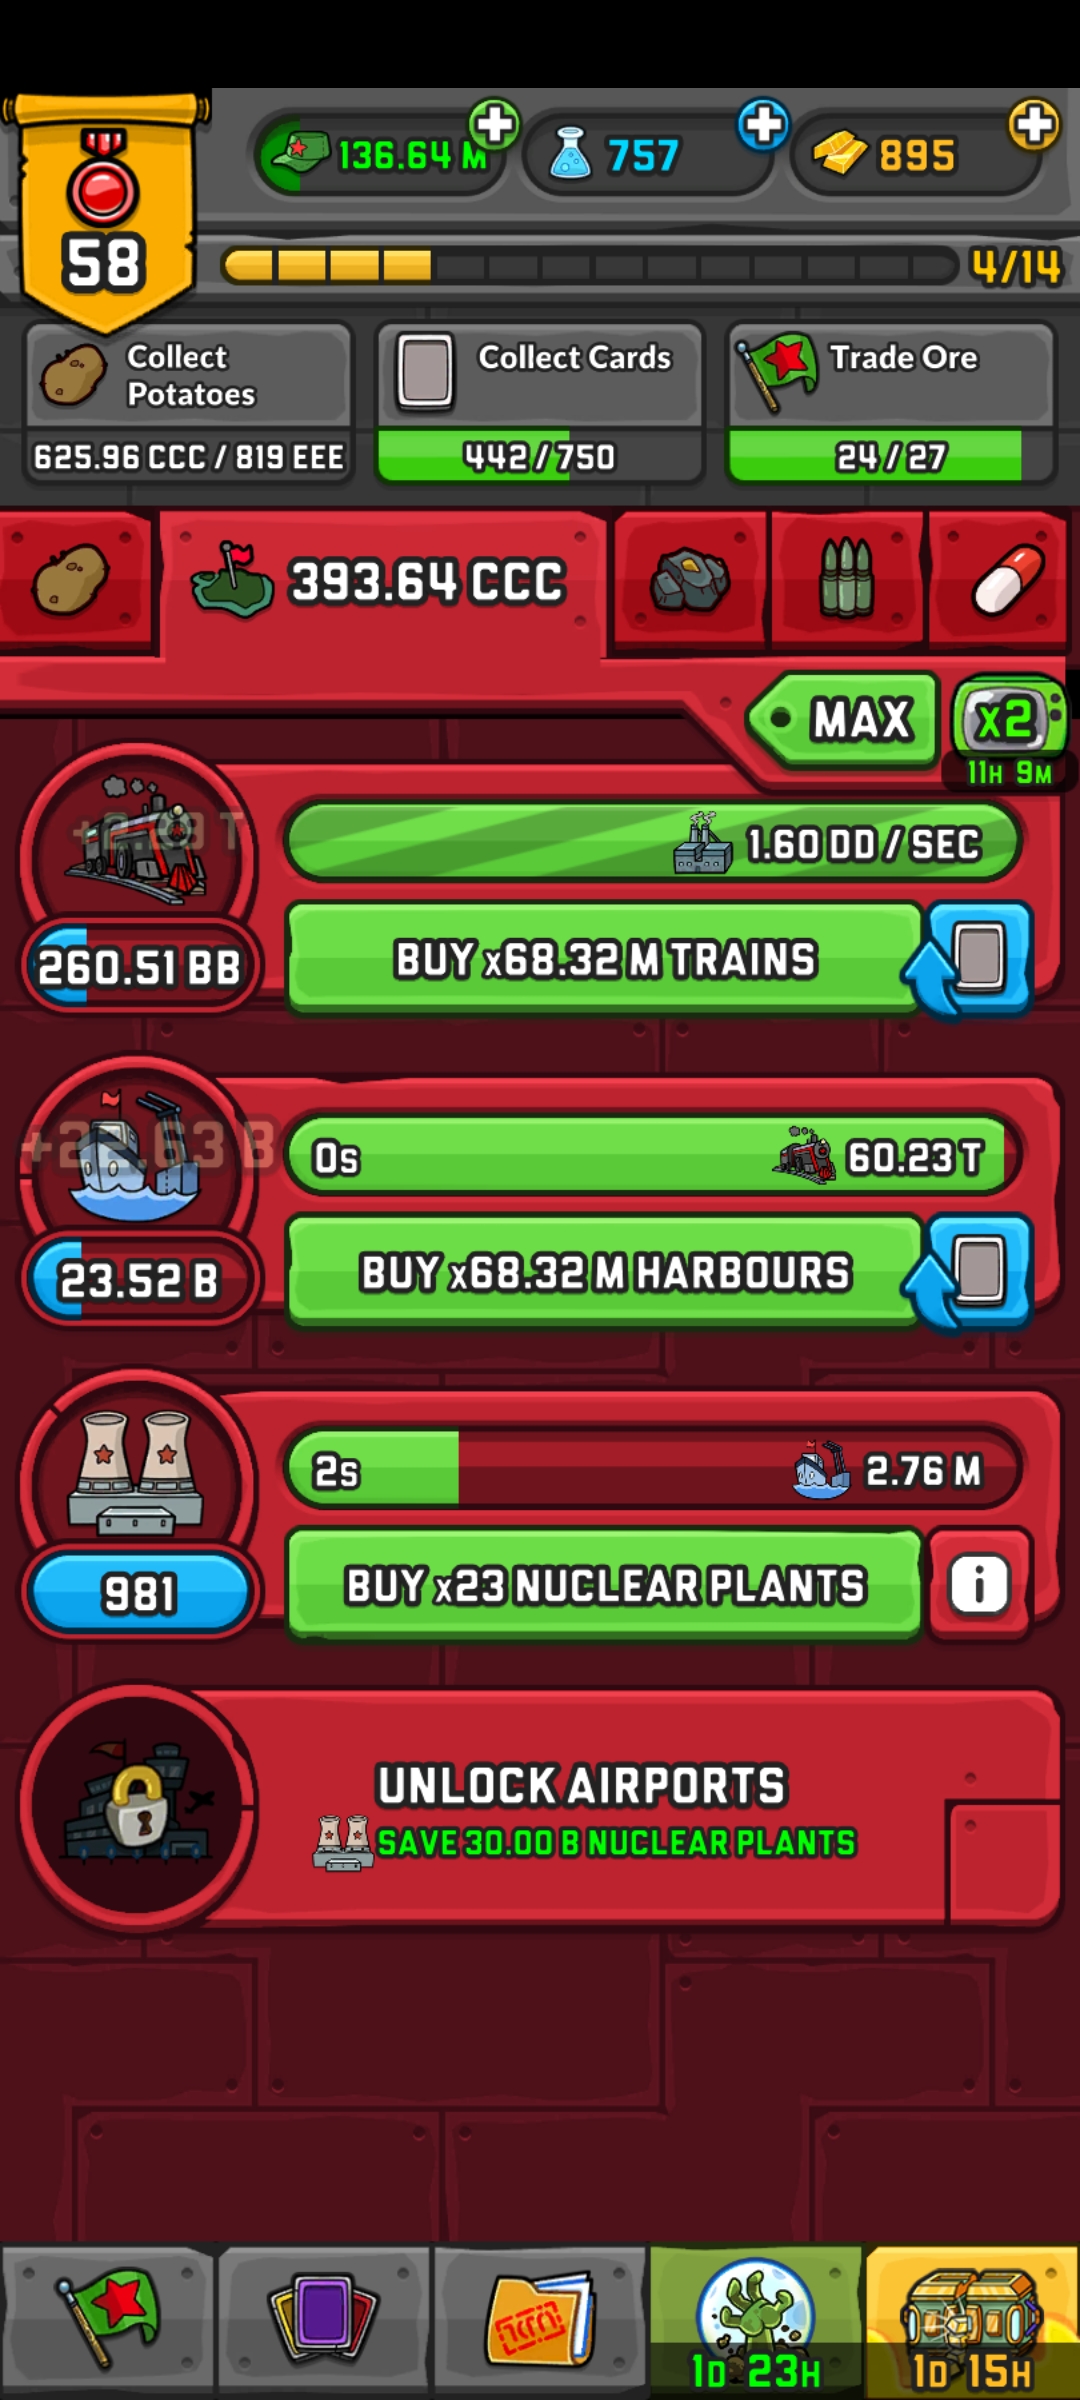 136.64 M
757
895
58
4/14
Collect
Potatoes
Collect Cards
Trade Ore
625.96 CCC / 819 EEE
442/750
24/27
393.64 CCC
MAX
x2
11H 9M
1.60 DD / SEC
260.51 BB
BUY x68.32 M TRAINS
0s
60.23 T
23.52 B
BUY x68.32 M HARBOURS
2s
2.76 M
981
BUY x23 NUCLEAR PLANTS
i
UNLOCK AIRPORTS
SAVE 30.00 B NUCLEAR PLANTS
1D 23H
1D 15H